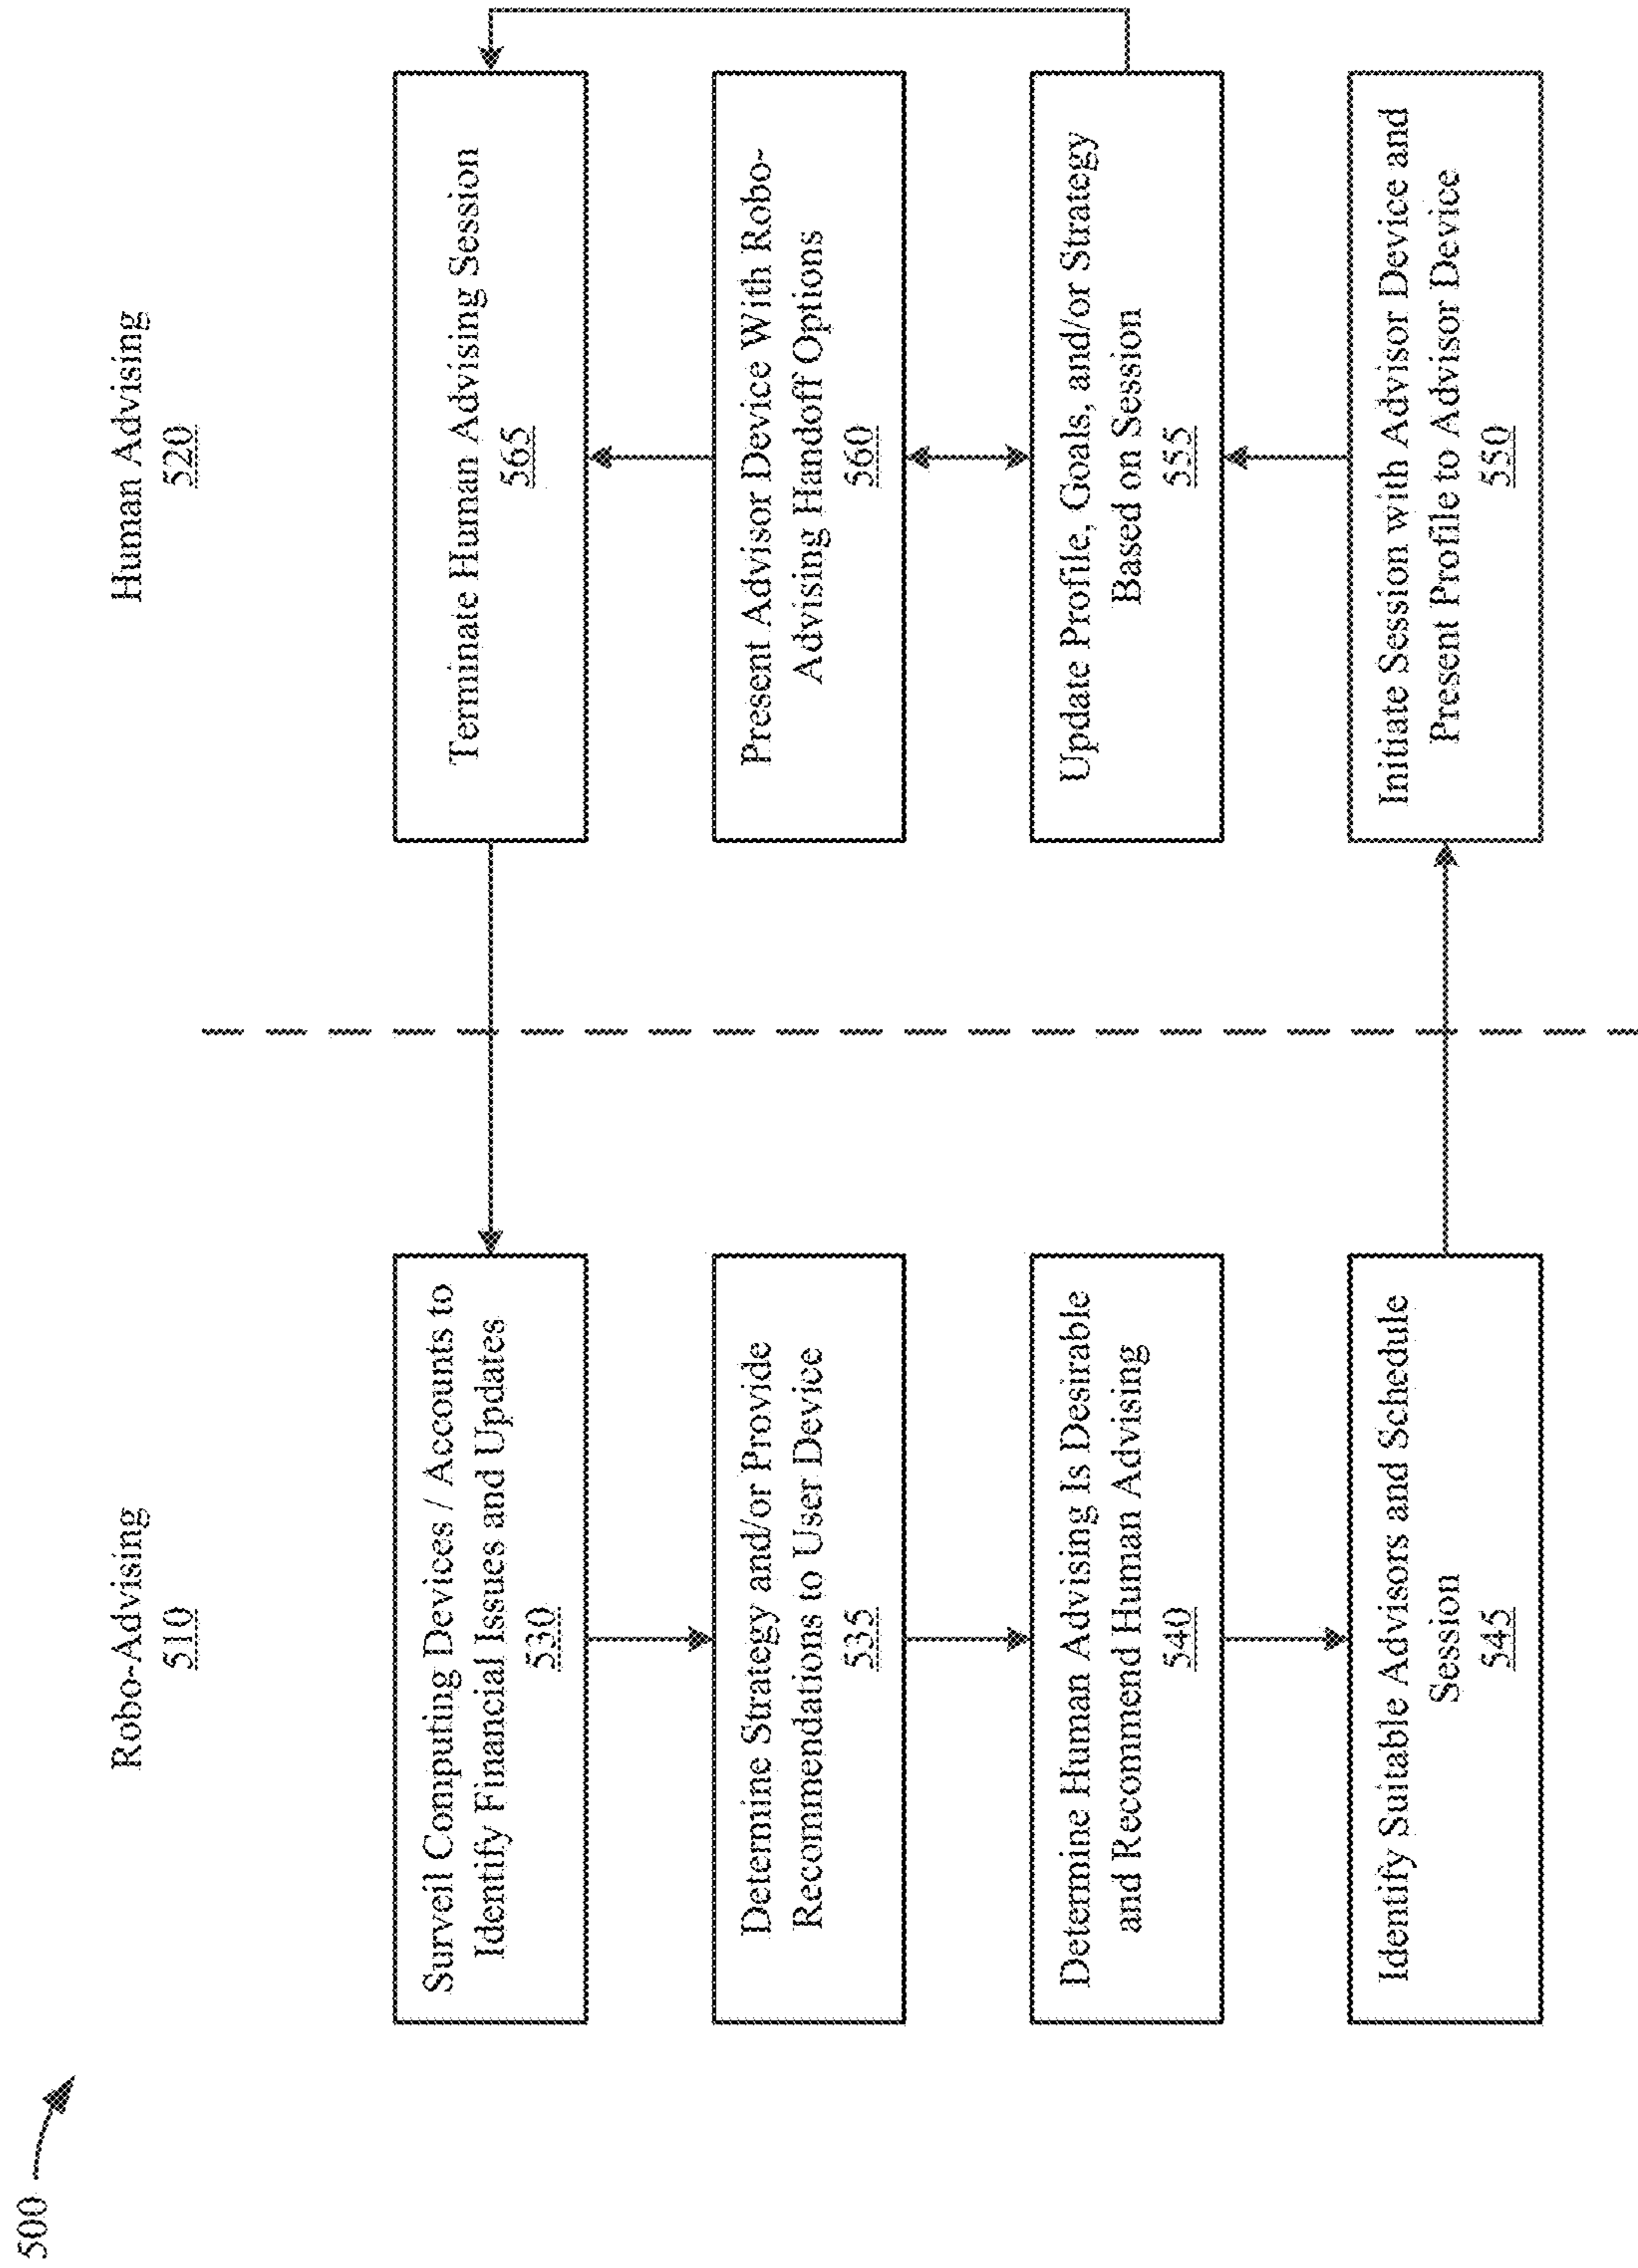 500
Robo-Advising
510
Human Advising
520
Surveil Computing Devices / Accounts to
Identify Financial Issues and Updates
530
Determine Strategy and/or Provide
Recommendations to User Device
535
Determine Human Advising Is Desirable
and Recommend Human Advising
540
Identify Suitable Advisors and Schedule
Session
545
Terminate Human Advising Session
565
Present Advisor Device With Robo-
Advising Handoff Options
560
Update Profile, Goals, and/or Strategy
Based on Session
555
Initiate Session with Advisor Device and
Present Profile to Advisor Device
550